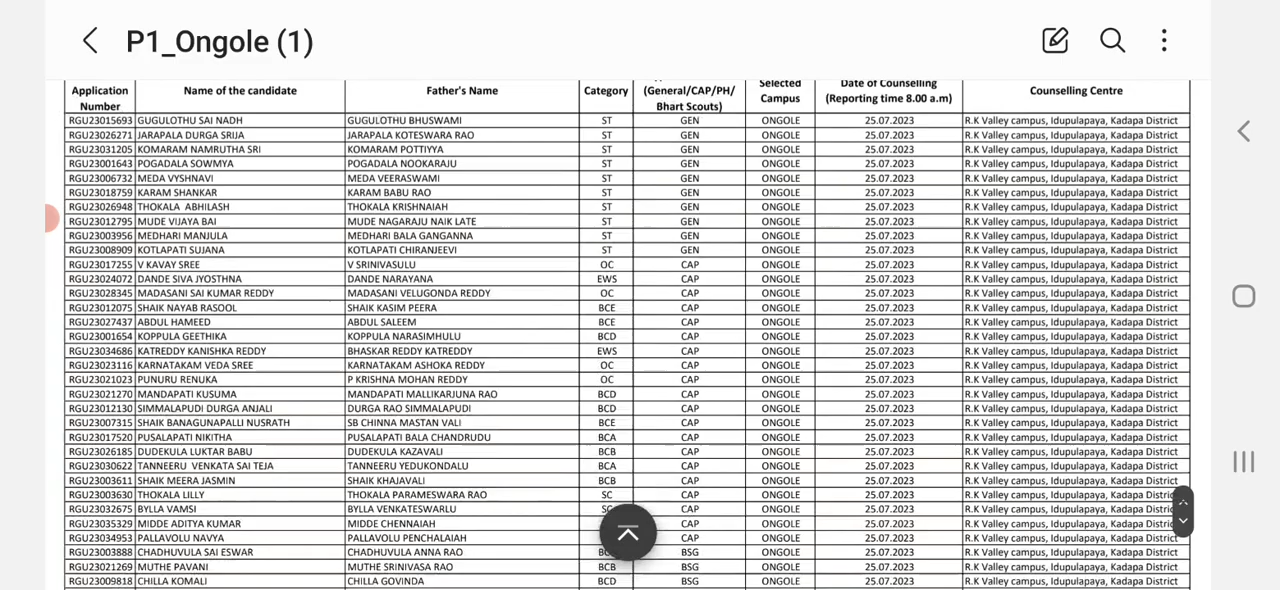 P1_Ongole (1)
Application Number Name of the candidate Father's Name Category (General/CAP/PH/ Bhart Scouts) Selected Campus Date of Counselling (Reporting time 8.00 a.m) Counselling Centre
RGU23015693 GUGULOTHU SAI NADH GUGULOTHU BHUSWAMI ST GEN ONGOLE 25.07.2023 R.K Valley campus, Idupulapaya, Kadapa District
RGU23026271 JARAPALA DURGA SRIJA JARAPALA KOTESWARA RAO ST GEN ONGOLE 25.07.2023 R.K Valley campus, Idupulapaya, Kadapa District
RGU23031205 KOMARAM NAMRUTHA SRI KOMARAM POTTIYYA ST GEN ONGOLE 25.07.2023 R.K Valley campus, Idupulapaya, Kadapa District
RGU23001643 POGADALA SOWMYA POGADALA NOOKARAJU ST GEN ONGOLE 25.07.2023 R.K Valley campus, Idupulapaya, Kadapa District
RGU23006732 MEDA VYSHNAVI MEDA VEERASWAMI ST GEN ONGOLE 25.07.2023 R.K Valley campus, Idupulapaya, Kadapa District
RGU23018759 KARAM SHANKAR KARAM BABU RAO ST GEN ONGOLE 25.07.2023 R.K Valley campus, Idupulapaya, Kadapa District
RGU23026948 THOKALA ABHILASH THOKALA KRISHNAIAH ST GEN ONGOLE 25.07.2023 R.K Valley campus, Idupulapaya, Kadapa District
RGU23012795 MUDE VIJAYA BAI MUDE NAGARAJU NAIK LATE ST GEN ONGOLE 25.07.2023 R.K Valley campus, Idupulapaya, Kadapa District
RGU23003956 MEDHARI MANJULA MEDHARI BALA GANGANNA ST GEN ONGOLE 25.07.2023 R.K Valley campus, Idupulapaya, Kadapa District
RGU23008909 KOTLAPATI SUJANA KOTLAPATI CHIRANJEEVI ST GEN ONGOLE 25.07.2023 R.K Valley campus, Idupulapaya, Kadapa District
RGU23017255 V KAVAY SREE V SRINIVASULU OC CAP ONGOLE 25.07.2023 R.K Valley campus, Idupulapaya, Kadapa District
RGU23024072 DANDE SIVA JYOSTHNA DANDE NARAYANA EWS CAP ONGOLE 25.07.2023 R.K Valley campus, Idupulapaya, Kadapa District
RGU23028345 MADASANI SAI KUMAR REDDY MADASANI VELUGONDA REDDY OC CAP ONGOLE 25.07.2023 R.K Valley campus, Idupulapaya, Kadapa District
RGU23012075 SHAIK NAYAB RASOOL SHAIK KASIM PEERA BCE CAP ONGOLE 25.07.2023 R.K Valley campus, Idupulapaya, Kadapa District
RGU23027437 ABDUL HAMEED ABDUL SALEEM BCE CAP ONGOLE 25.07.2023 R.K Valley campus, Idupulapaya, Kadapa District
RGU23001654 KOPPULA GEETHIKA KOPPULA NARASIMHULU BCD CAP ONGOLE 25.07.2023 R.K Valley campus, Idupulapaya, Kadapa District
RGU23034686 KATREDDY KANISHKA REDDY BHASKAR REDDY KATREDDY EWS CAP ONGOLE 25.07.2023 R.K Valley campus, Idupulapaya, Kadapa District
RGU23023116 KARNATAKAM VEDA SREE KARNATAKAM ASHOKA REDDY OC CAP ONGOLE 25.07.2023 R.K Valley campus, Idupulapaya, Kadapa District
RGU23021023 PUNURU RENUKA P KRISHNA MOHAN REDDY OC CAP ONGOLE 25.07.2023 R.K Valley campus, Idupulapaya, Kadapa District
RGU23021270 MANDAPATI KUSUMA MANDAPATI MALLIKARJUNA RAO BCD CAP ONGOLE 25.07.2023 R.K Valley campus, Idupulapaya, Kadapa District
RGU23012130 SIMMALAPUDI DURGA ANJALI DURGA RAO SIMMALAPUDI BCD CAP ONGOLE 25.07.2023 R.K Valley campus, Idupulapaya, Kadapa District
RGU23007315 SHAIK BANAGUNAPALLI NUSRATH SB CHINNA MASTAN VALI BCE CAP ONGOLE 25.07.2023 R.K Valley campus, Idupulapaya, Kadapa District
RGU23017520 PUSALAPATI NIKITHA PUSALAPATI BALA CHANDRUDU BCA CAP ONGOLE 25.07.2023 R.K Valley campus, Idupulapaya, Kadapa District
RGU23026185 DUDEKULA LUKTAR BABU DUDEKULA KAZAVALI BCB CAP ONGOLE 25.07.2023 R.K Valley campus, Idupulapaya, Kadapa District
RGU23030622 TANNEERU VENKATA SAI TEJA TANNEERU YEDUKONDALU BCA CAP ONGOLE 25.07.2023 R.K Valley campus, Idupulapaya, Kadapa District
RGU23003611 SHAIK MEERA JASMIN SHAIK KHAJAVALI BCB CAP ONGOLE 25.07.2023 R.K Valley campus, Idupulapaya, Kadapa District
RGU23003630 THOKALA LILLY THOKALA PARAMESWARA RAO SC CAP ONGOLE 25.07.2023 R.K Valley campus, Idupulapaya, Kadapa Distric
RGU23032675 BYLLA VAMSI BYLLA VENKATESWARLU CAP ONGOLE 25.07.2023 R.K Valley campus, Idupulapaya, Kadapa Distric
RGU23035329 MIDDE ADITYA KUMAR MIDDE CHENNAIAH CAP ONGOLE 25.07.2023 R.K Valley campus, Idupulapaya, Kadapa Distric
RGU23034953 PALLAVOLU NAVYA PALLAVOLU PENCHALAIAH CAP ONGOLE 25.07.2023 R.K Valley campus, Idupulapaya, Kadapa District
RGU23003888 CHADHUVULA SAI ESWAR CHADHUVULA ANNA RAO BSG ONGOLE 25.07.2023 R.K Valley campus, Idupulapaya, Kadapa District
RGU23021269 MUTHE PAVANI MUTHE SRINIVASA RAO BCB BSG ONGOLE 25.07.2023 R.K Valley campus, Idupulapaya, Kadapa District
RGU23009818 CHILLA KOMALI CHILLA GOVINDA BCD BSG ONGOLE 25.07.2023 R.K Valley campus, Idupulapaya, Kadapa District